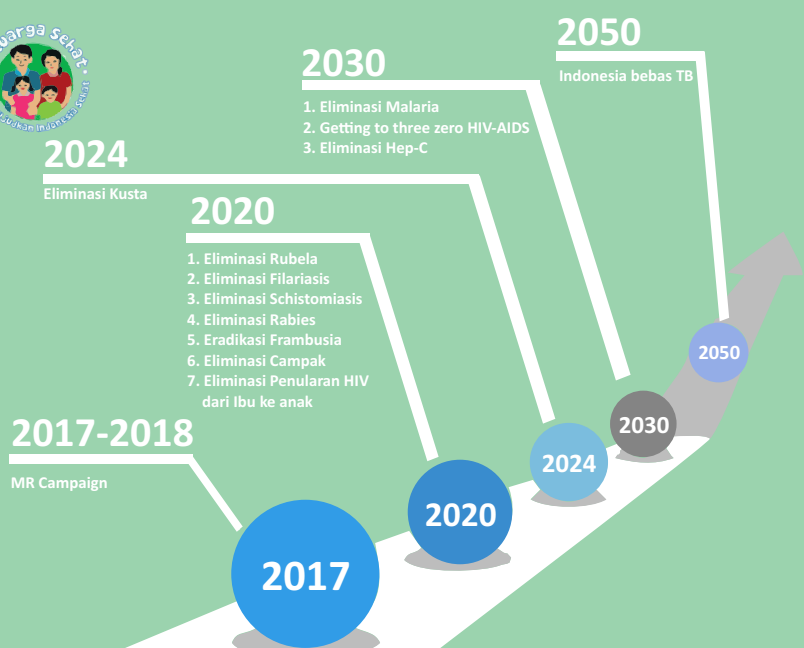 Sehat
2050
Indonesia bebas TB
2030
1. Eliminasi Malaria
2. Getting to three zero HIV-AIDS
3. Eliminasi Hep-C
2024
Eliminasi Kusta
2020
1. Eliminasi Rubela
2. Eliminasi Filariasis
3. Eliminasi Schistomiasis
4. Eliminasi Rabies
5. Eradikasi Frambusia
6. Eliminasi Campak
7. Eliminasi Penularan HIV
dari Ibu ke anak
2017-2018
MR Campaign
2050
2030
2024
2020
2017